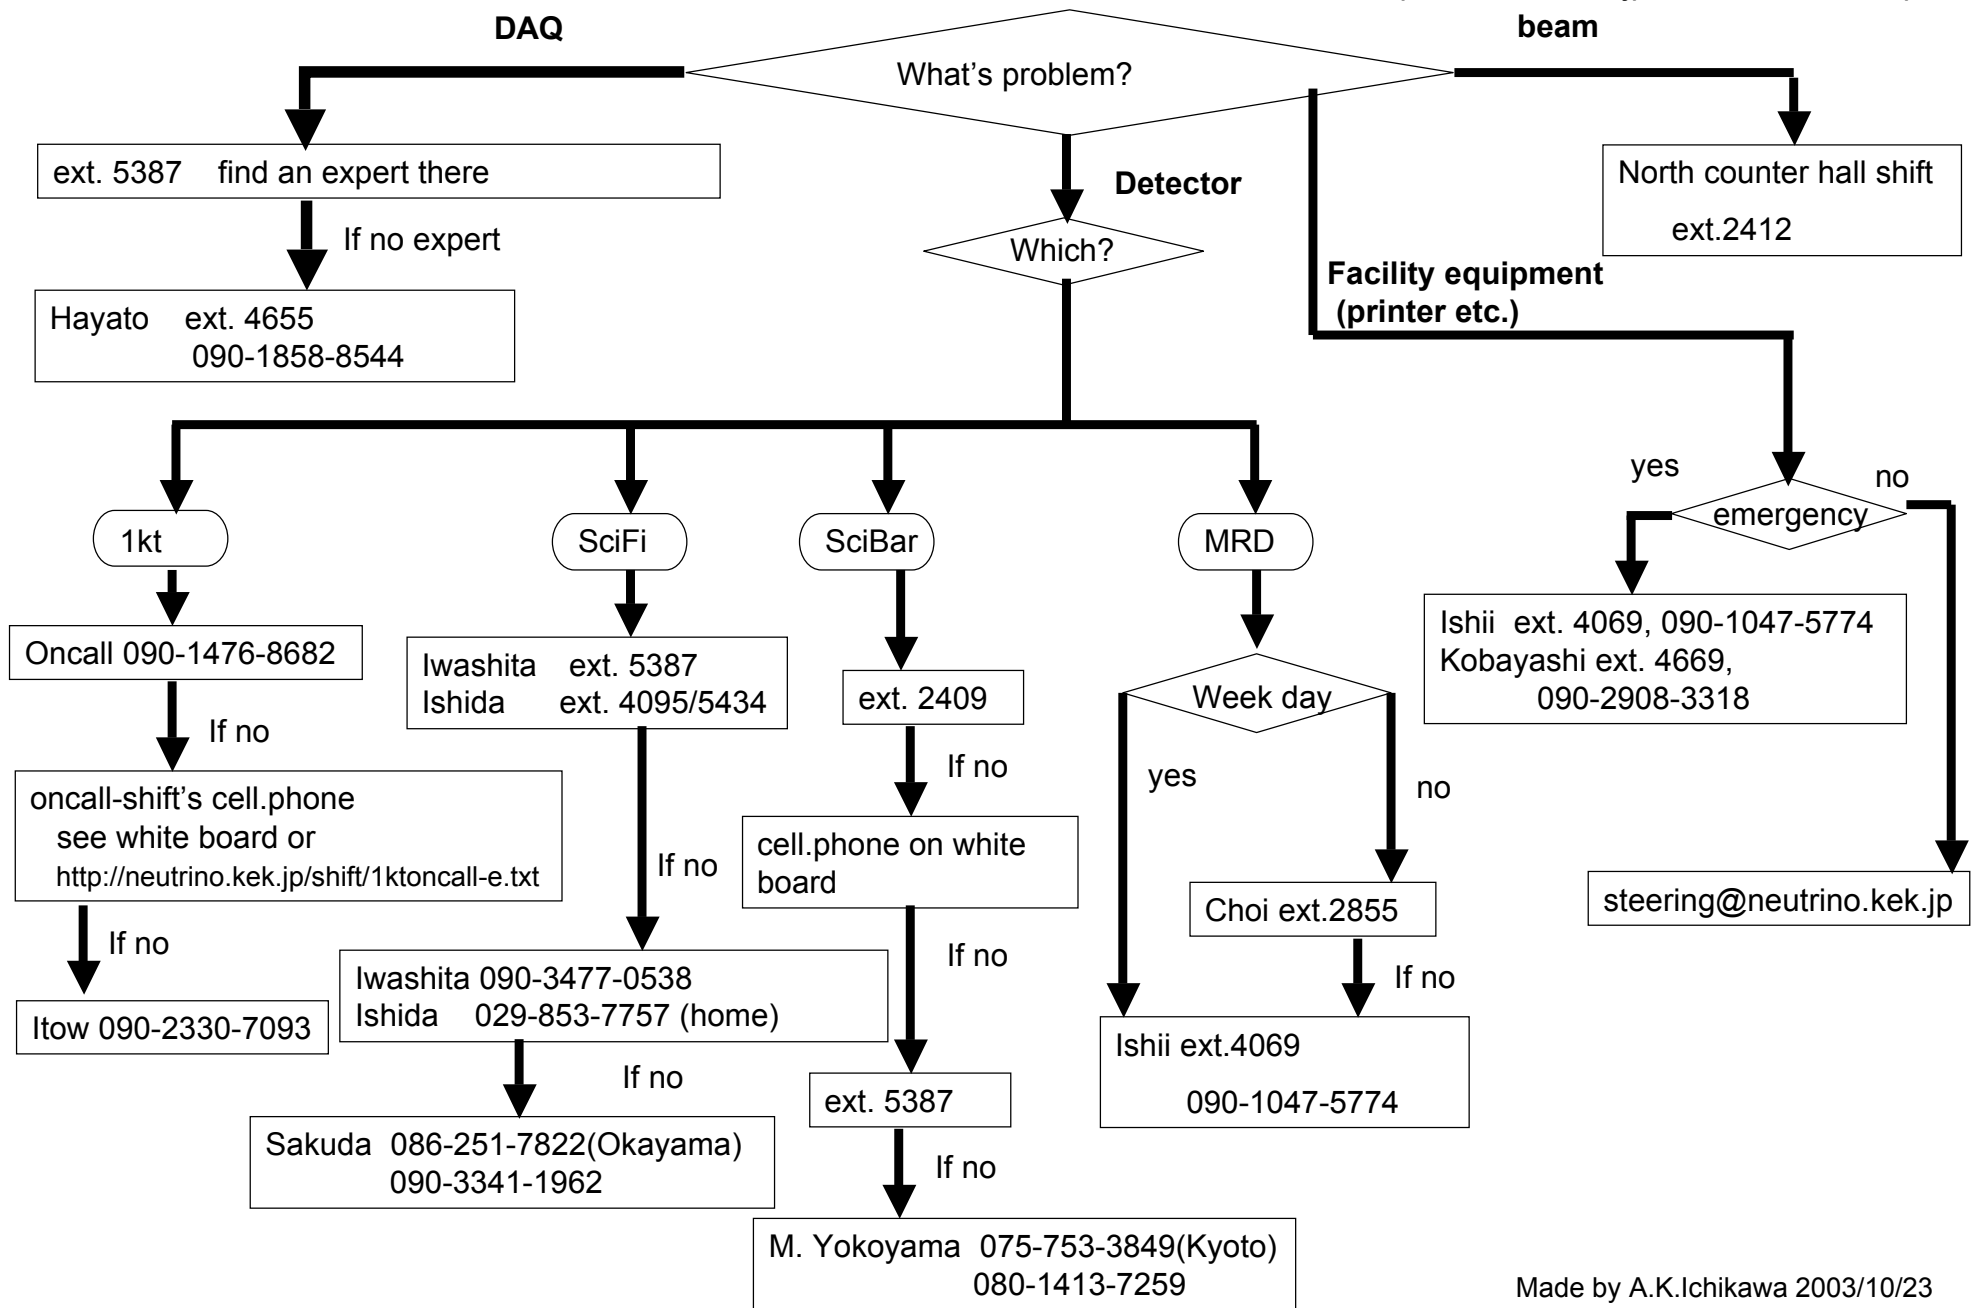 DAQ
beam
What's problem?
ext. 5387 find an expert there
If no expert
Hayato ext. 4655
090-1858-8544
Detector
Which?
North counter hall shift
ext.2412
Facility equipment
(printer etc.)
yes
no
emergency
Ishii ext. 4069, 090-1047-5774
Kobayashi ext. 4669,
090-2908-3318
steering@neutrino.kek.jp
1kt
Oncall 090-1476-8682
If no
oncall-shift's cell.phone
see white board or
http://neutrino.kek.jp/shift/1ktoncall-e.txt
If no
Itow 090-2330-7093
SciFi
Iwashita ext. 5387
Ishida ext. 4095/5434
If no
Iwashita 090-3477-0538
Ishida 029-853-7757 (home)
If no
Sakuda 086-251-7822(Okayama)
090-3341-1962
SciBar
ext. 2409
If no
cell.phone on white
board
If no
ext. 5387
If no
M. Yokoyama 075-753-3849(Kyoto)
080-1413-7259
MRD
Week day
yes
no
Choi ext.2855
If no
Ishii ext.4069
090-1047-5774
Made by A.K.Ichikawa 2003/10/23